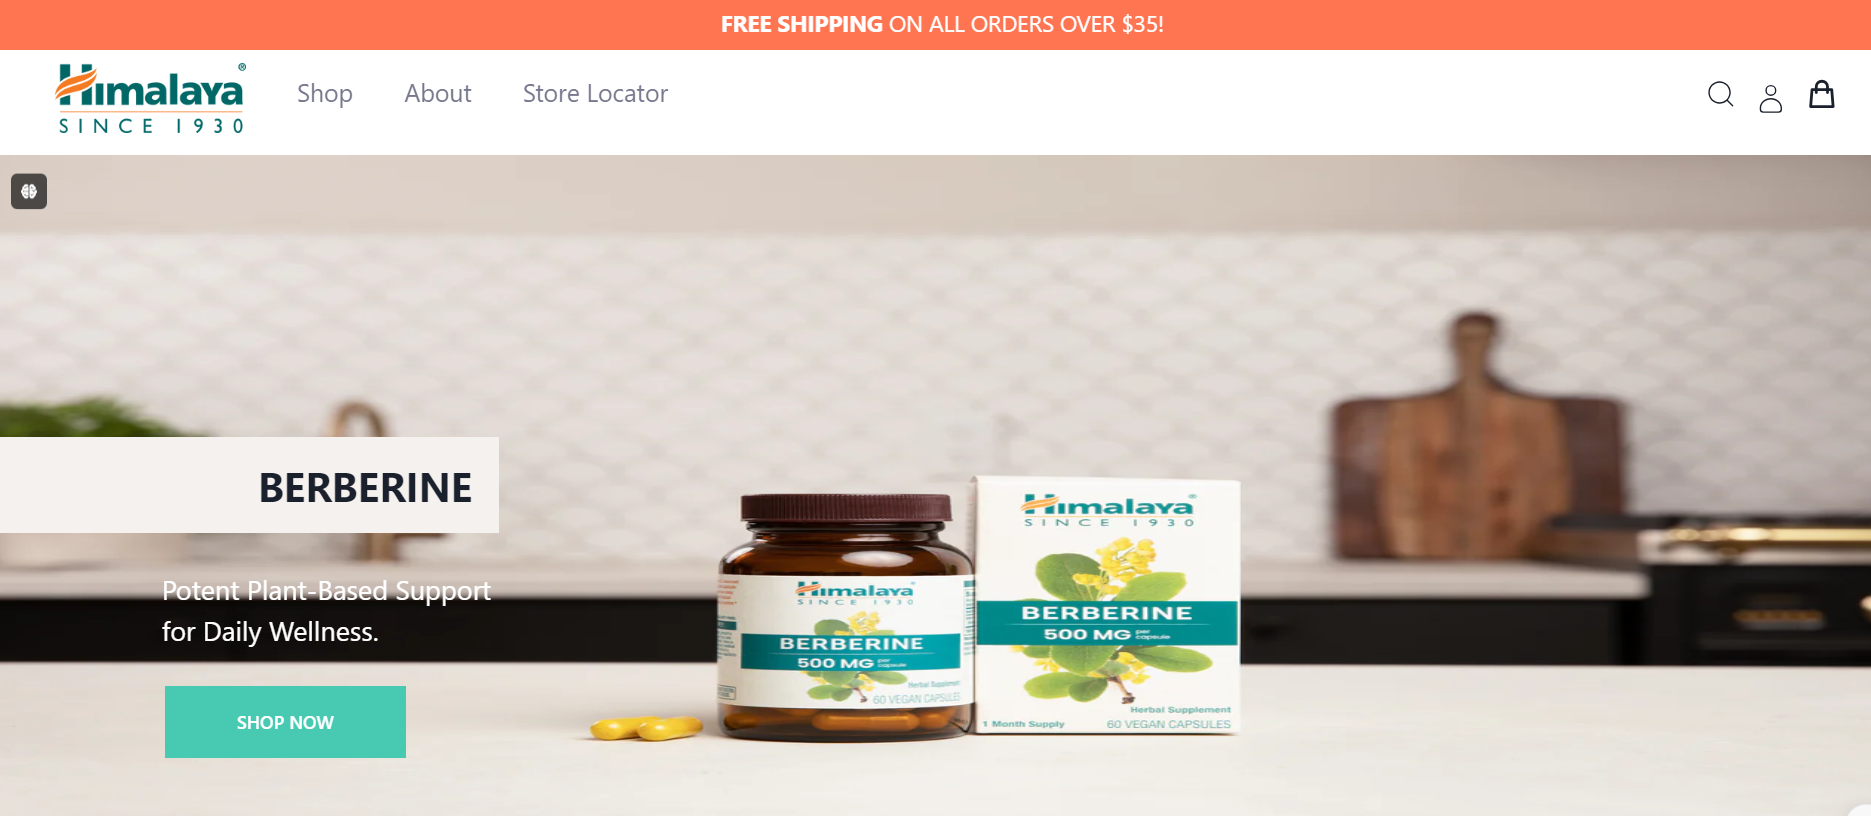 FREE SHIPPING ON ALL ORDERS OVER $35!
Himalaya®
SINCE 1930
Shop
About
Store Locator
BERBERINE
Potent Plant-Based Support
for Daily Wellness.
SHOP NOW
Himalaya
SINCE 1930
BERBERINE
500 MG per capsule
Herbal Supplement
60 VEGAN CAPSULES
Himalaya®
SINCE 1930
BERBERINE
500 MG per capsule
Herbal Supplement
1 Month Supply
60 VEGAN CAPSULES